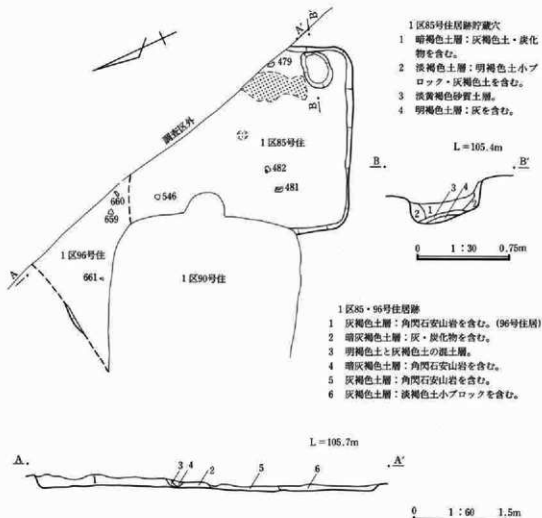 A'
B'
479
B
調査区外
1区85号住
482
481
546
660
659
1区96号住
A
661
1区90号住
1区85号住居跡貯蔵穴
1 暗褐色土層：灰褐色土・炭化
物を含む。
2 淡褐色土層：明褐色土小ブ
ロック・灰褐色土を含む。
3 淡黄褐色砂質土層。
4 明褐色土層：灰を含む。
L＝105.4m
B
B'
3
4
2
1
2
0 1：30 0.75m
1区85・96号住居跡
1 灰褐色土層：角閃石安山岩を含む。(96号住居)
2 暗灰褐色土層：灰・炭化物を含む。
3 明褐色土と灰褐色土の混土層。
4 暗灰褐色土層：角閃石安山岩を含む。
5 灰褐色土層：角閃石安山岩を含む。
6 灰褐色土層：淡褐色土小ブロックを含む。
L＝105.7m
A
A'
1
3
4
2
5
6
0 1：60 1.5m